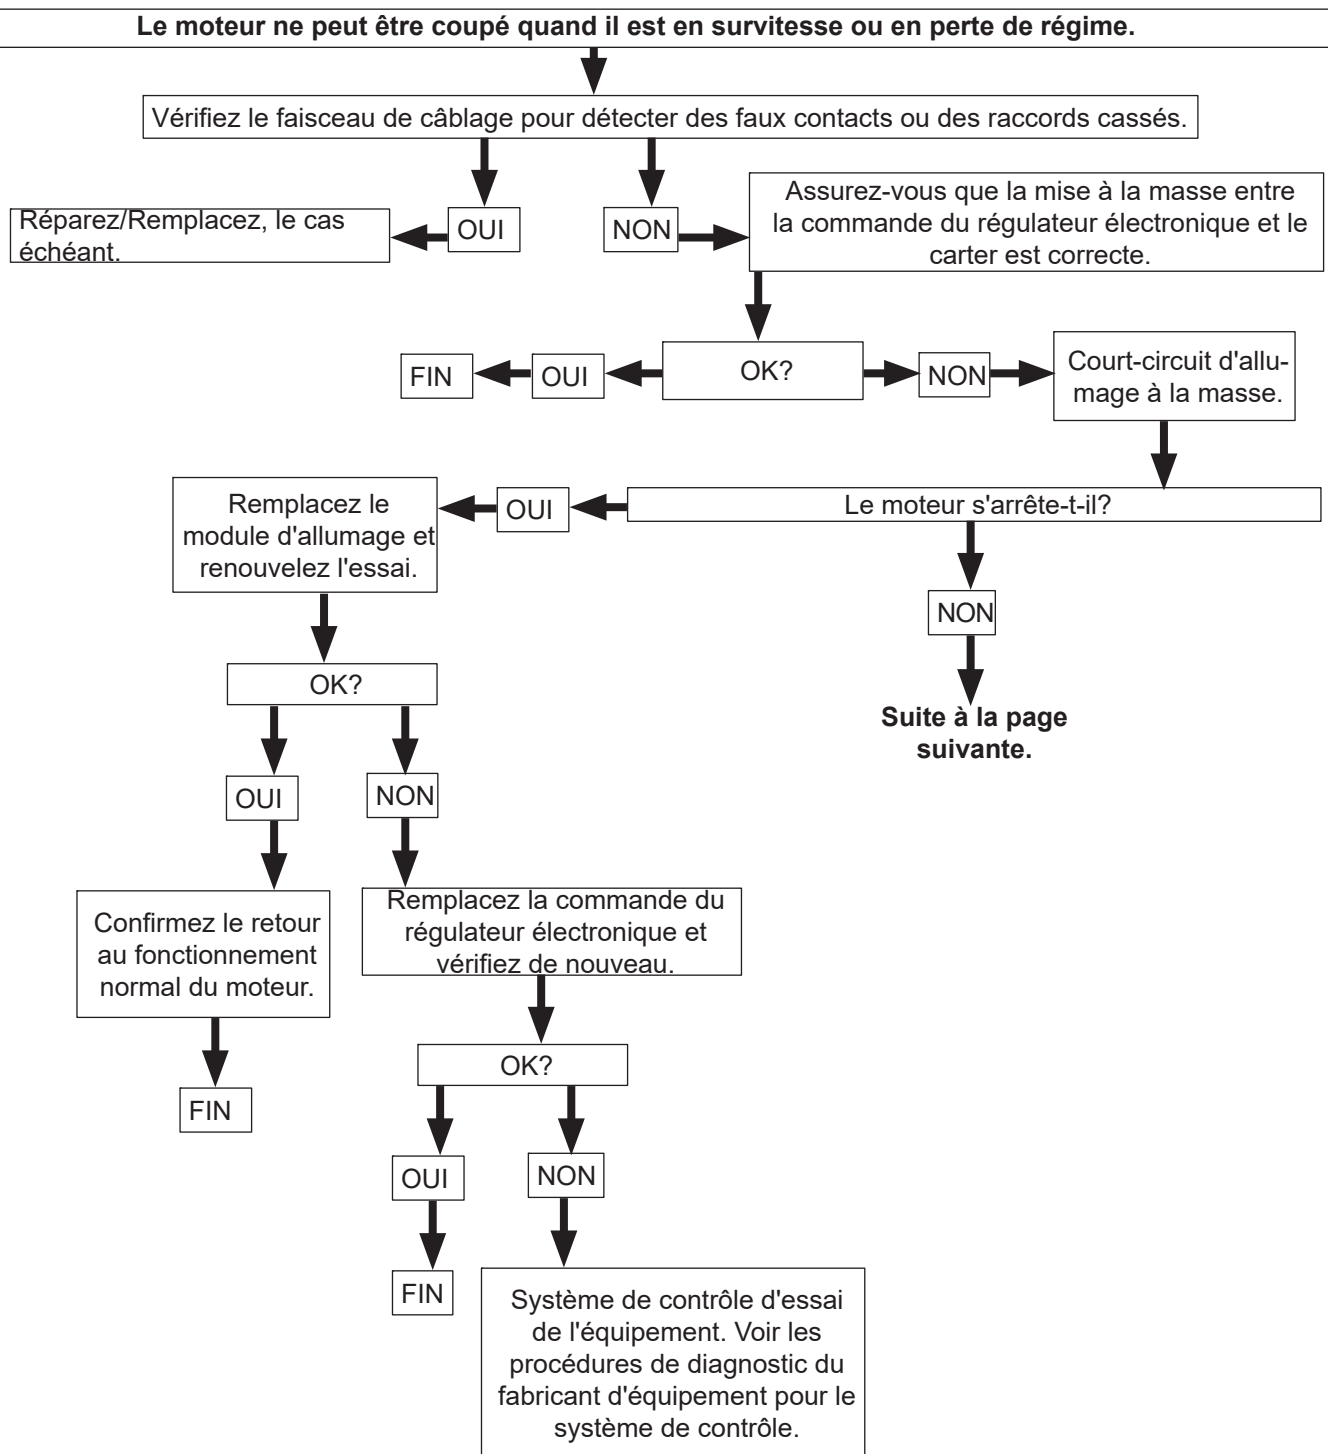 Le moteur ne peut être coupé quand il est en survitesse ou en perte de régime.
Vérifiez le faisceau de câblage pour détecter des faux contacts ou des raccords cassés.
Réparez/Remplacez, le cas
échéant.
OUI
NON
Assurez-vous que la mise à la masse entre
la commande du régulateur électronique et le
carter est correcte.
FIN
OUI
OK?
NON
Court-circuit d'allu-
mage à la masse.
Remplacez le
module d'allumage et
renouvelez l'essai.
OUI
Le moteur s'arrête-t-il?
NON
Suite à la page
suivante.
OK?
OUI
NON
Confirmez le retour
au fonctionnement
normal du moteur.
Remplacez la commande du
régulateur électronique et
vérifiez de nouveau.
FIN
OK?
OUI
NON
FIN
Système de contrôle d'essai
de l'équipement. Voir les
procédures de diagnostic du
fabricant d'équipement pour le
système de contrôle.